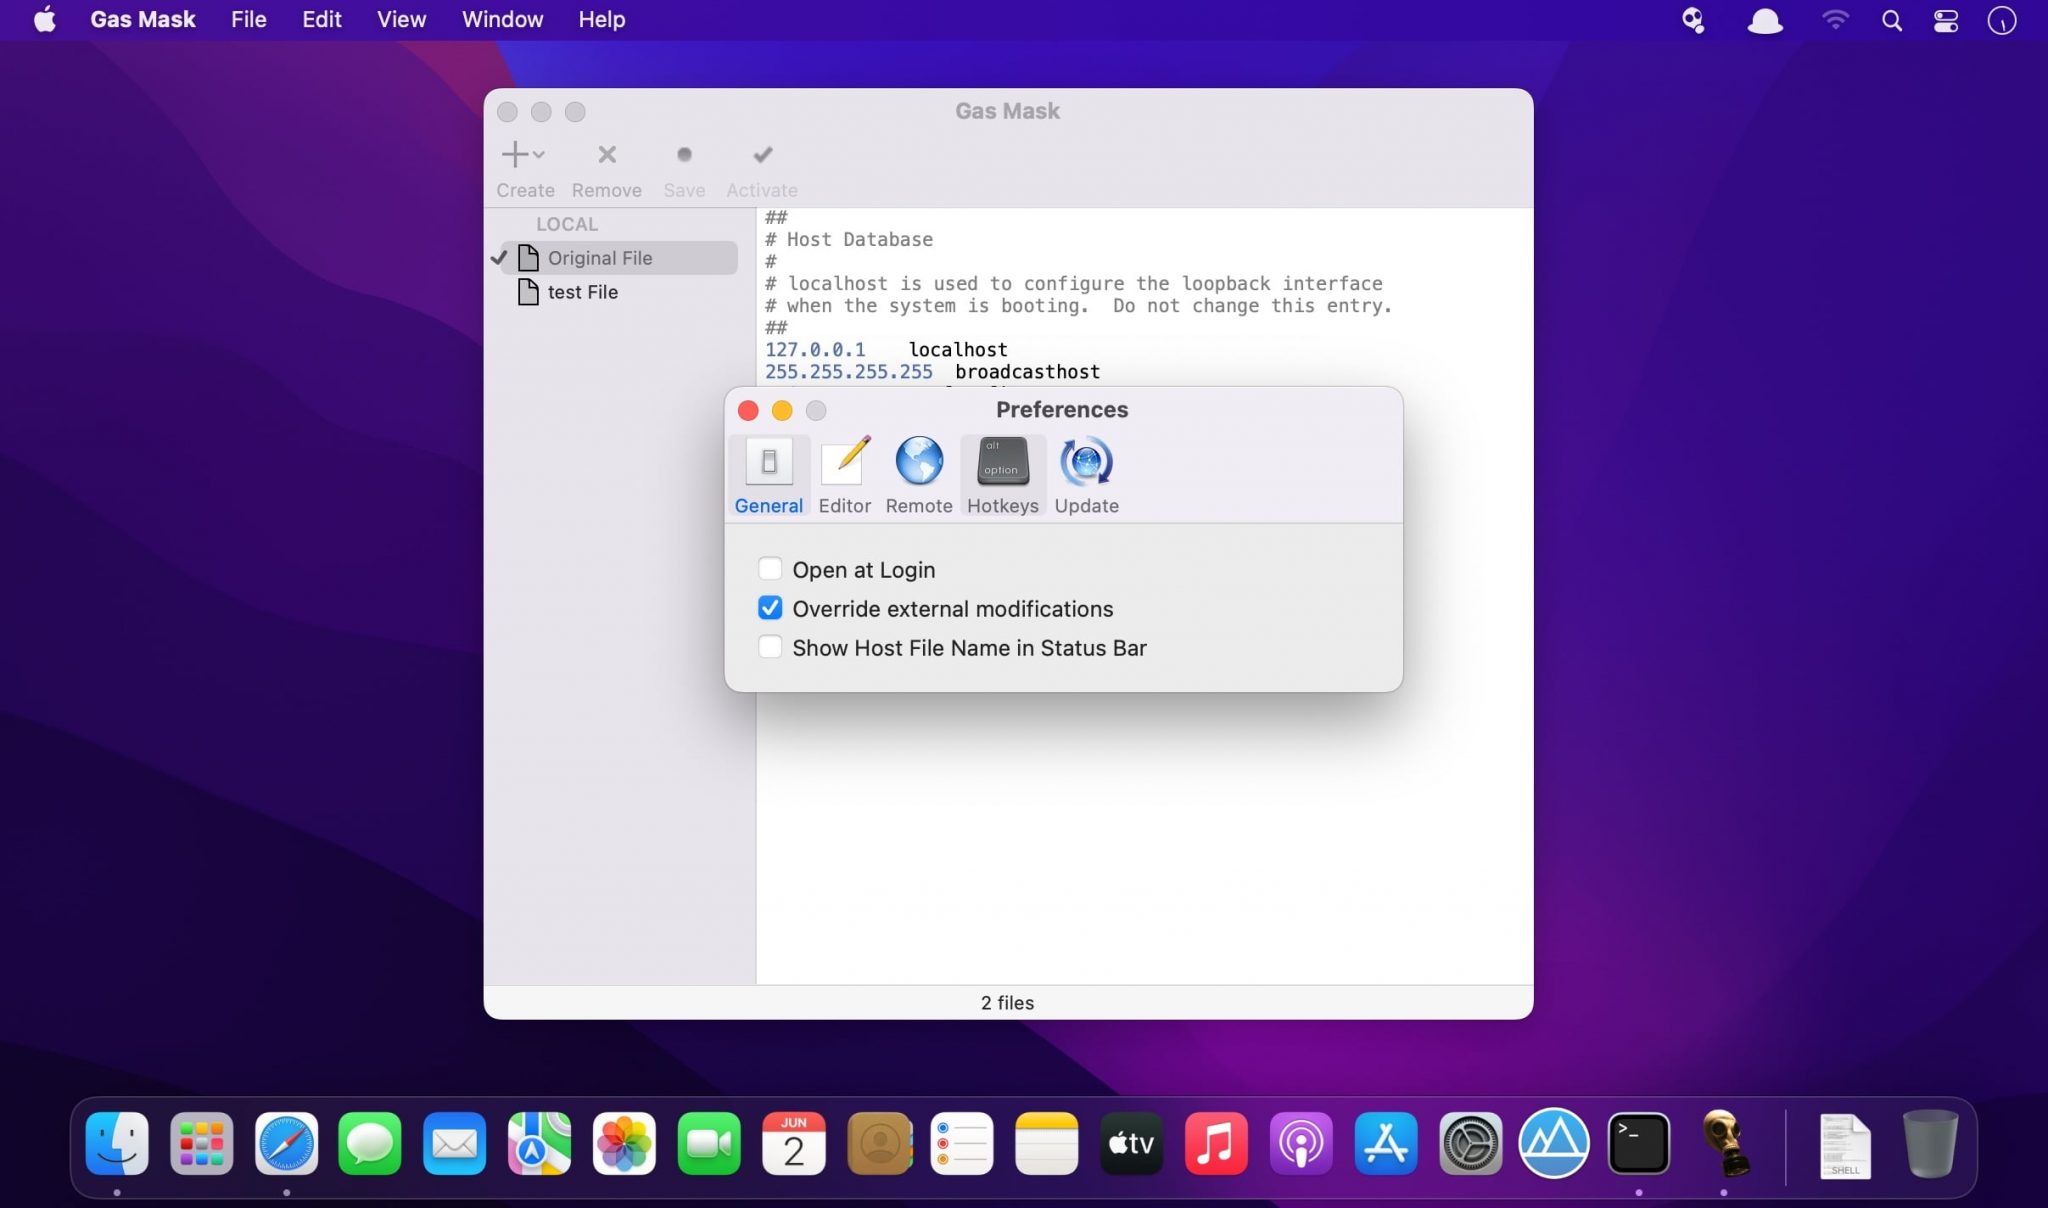 Gas Mask File Edit View Window Help
Gas Mask
Create Remove Save Activate
LOCAL
Original File
test File
##
# Host Database
#
# localhost is used to configure the loopback interface
# when the system is booting.  Do not change this entry.
##
127.0.0.1    localhost
255.255.255.255  broadcasthost
Preferences
alt
option
General Editor Remote Hotkeys Update
Open at Login
Override external modifications
Show Host File Name in Status Bar
2 files
JUN
2
tv
>_
SHELL